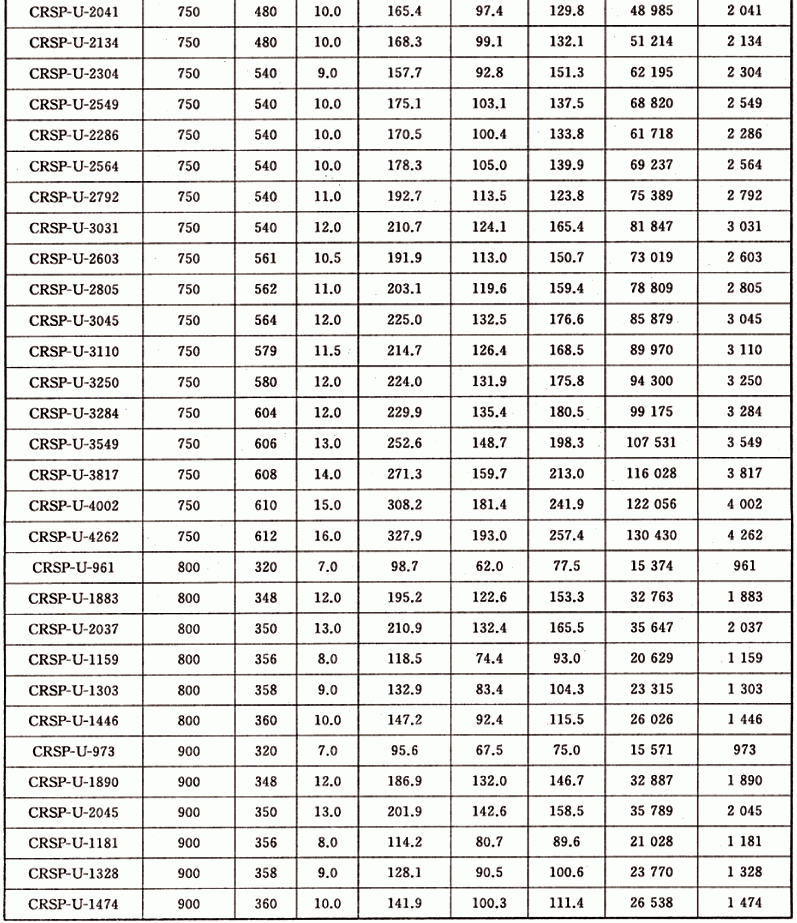 CRSP-U-2041 750 480 10.0 165.4 97.4 129.8 48 985 2 041
CRSP-U-2134 750 480 10.0 168.3 99.1 132.1 51 214 2 134
CRSP-U-2304 750 540 9.0 157.7 92.8 151.3 62 195 2 304
CRSP-U-2549 750 540 10.0 175.1 103.1 137.5 68 820 2 549
CRSP-U-2286 750 540 10.0 170.5 100.4 133.8 61 718 2 286
CRSP-U-2564 750 540 10.0 178.3 105.0 139.9 69 237 2 564
CRSP-U-2792 750 540 11.0 192.7 113.5 123.8 75 389 2 792
CRSP-U-3031 750 540 12.0 210.7 124.1 165.4 81 847 3 031
CRSP-U-2603 750 561 10.5 191.9 113.0 150.7 73 019 2 603
CRSP-U-2805 750 562 11.0 203.1 119.6 159.4 78 809 2 805
CRSP-U-3045 750 564 12.0 225.0 132.5 176.6 85 879 3 045
CRSP-U-3110 750 579 11.5 214.7 126.4 168.5 89 970 3 110
CRSP-U-3250 750 580 12.0 224.0 131.9 175.8 94 300 3 250
CRSP-U-3284 750 604 12.0 229.9 135.4 180.5 99 175 3 284
CRSP-U-3549 750 606 13.0 252.6 148.7 198.3 107 531 3 549
CRSP-U-3817 750 608 14.0 271.3 159.7 213.0 116 028 3 817
CRSP-U-4002 750 610 15.0 308.2 181.4 241.9 122 056 4 002
CRSP-U-4262 750 612 16.0 327.9 193.0 257.4 130 430 4 262
CRSP-U-961 800 320 7.0 98.7 62.0 77.5 15 374 961
CRSP-U-1883 800 348 12.0 195.2 122.6 153.3 32 763 1 883
CRSP-U-2037 800 350 13.0 210.9 132.4 165.5 35 647 2 037
CRSP-U-1159 800 356 8.0 118.5 74.4 93.0 20 629 1 159
CRSP-U-1303 800 358 9.0 132.9 83.4 104.3 23 315 1 303
CRSP-U-1446 800 360 10.0 147.2 92.4 115.5 26 026 1 446
CRSP-U-973 900 320 7.0 95.6 67.5 75.0 15 571 973
CRSP-U-1890 900 348 12.0 186.9 132.0 146.7 32 887 1 890
CRSP-U-2045 900 350 13.0 201.9 142.6 158.5 35 789 2 045
CRSP-U-1181 900 356 8.0 114.2 80.7 89.6 21 028 1 181
CRSP-U-1328 900 358 9.0 128.1 90.5 100.6 23 770 1 328
CRSP-U-1474 900 360 10.0 141.9 100.3 111.4 26 538 1 474